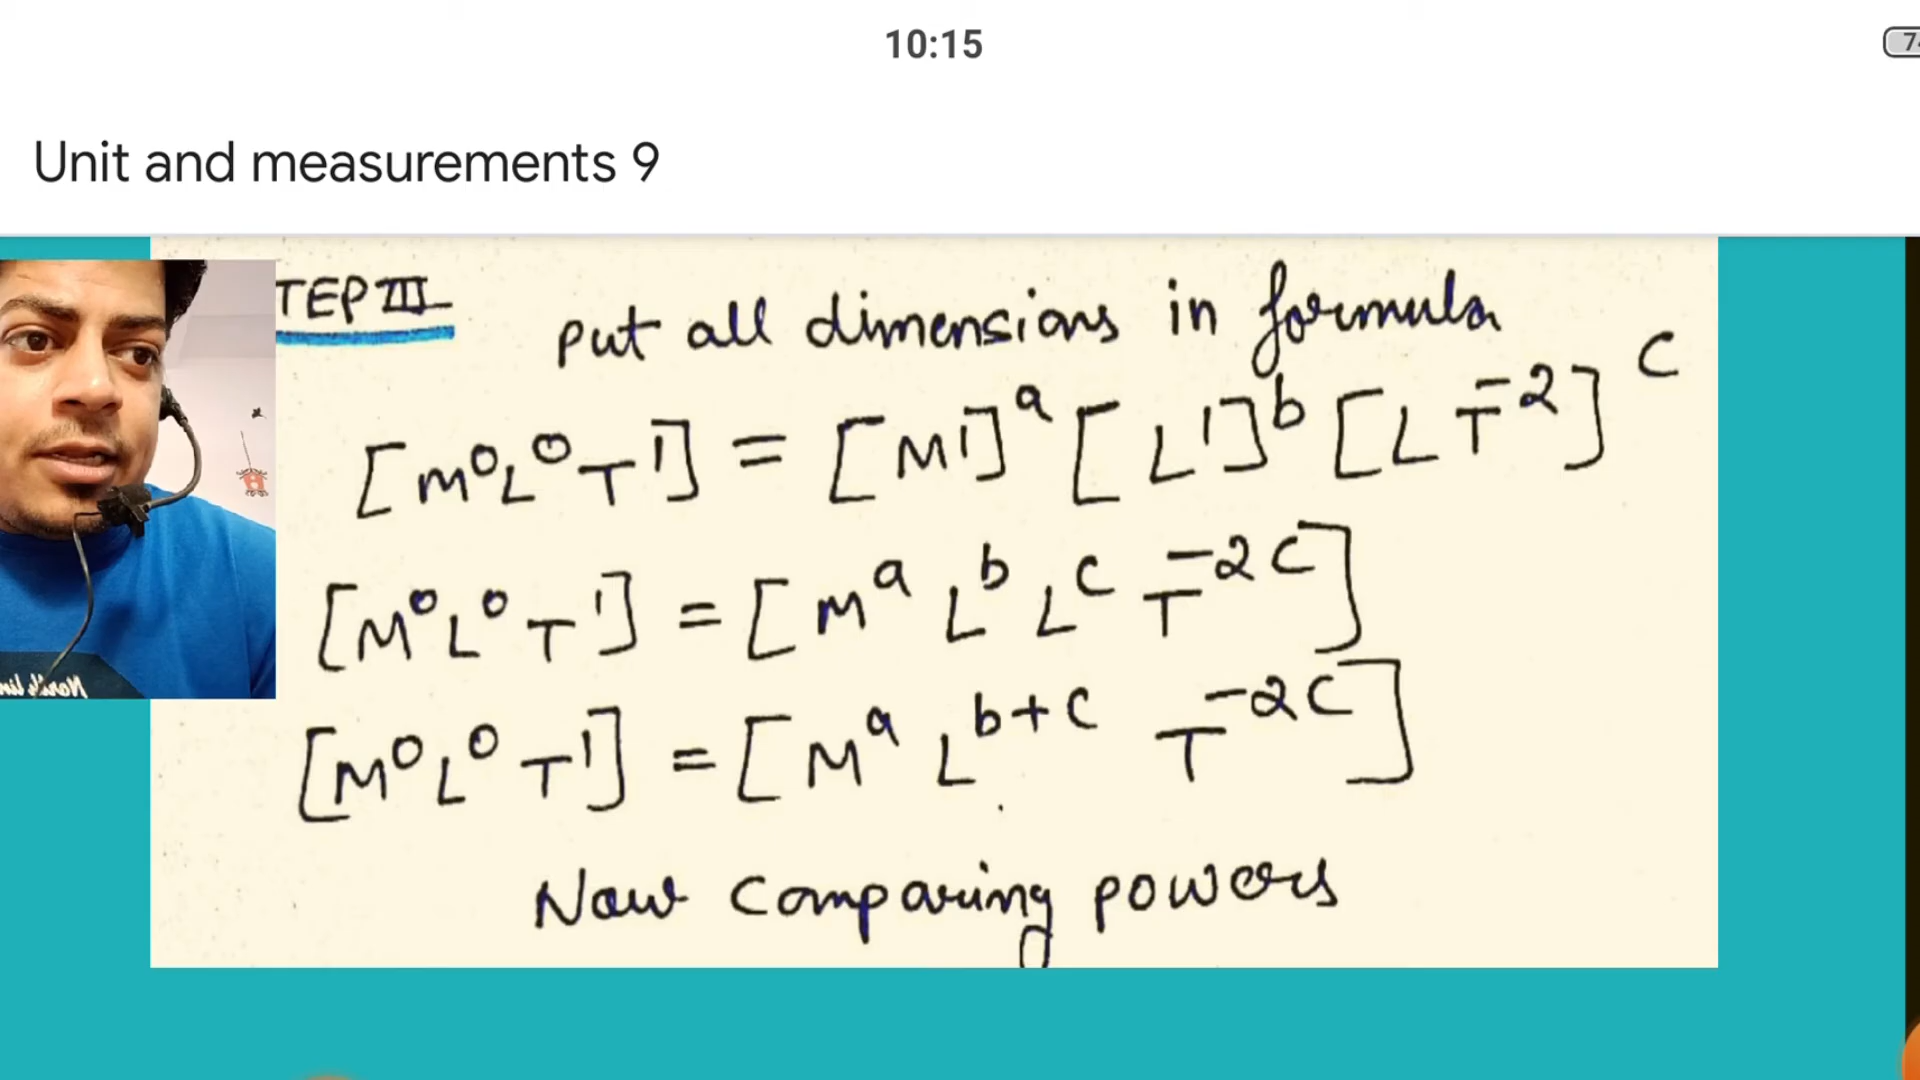 10:15
74
Unit and measurements 9
TEP III
put all dimensions in formula
[M⁰L⁰T¹] = [M1]ᵃ [L¹]ᵇ [LT⁻²]ᶜ
[M⁰L⁰T¹] = [Mᵃ Lᵇ Lᶜ T⁻²ᶜ]
[M⁰L⁰T¹] = [Mᵃ Lᵇ⁺ᶜ T⁻²ᶜ]
Now comparing powers